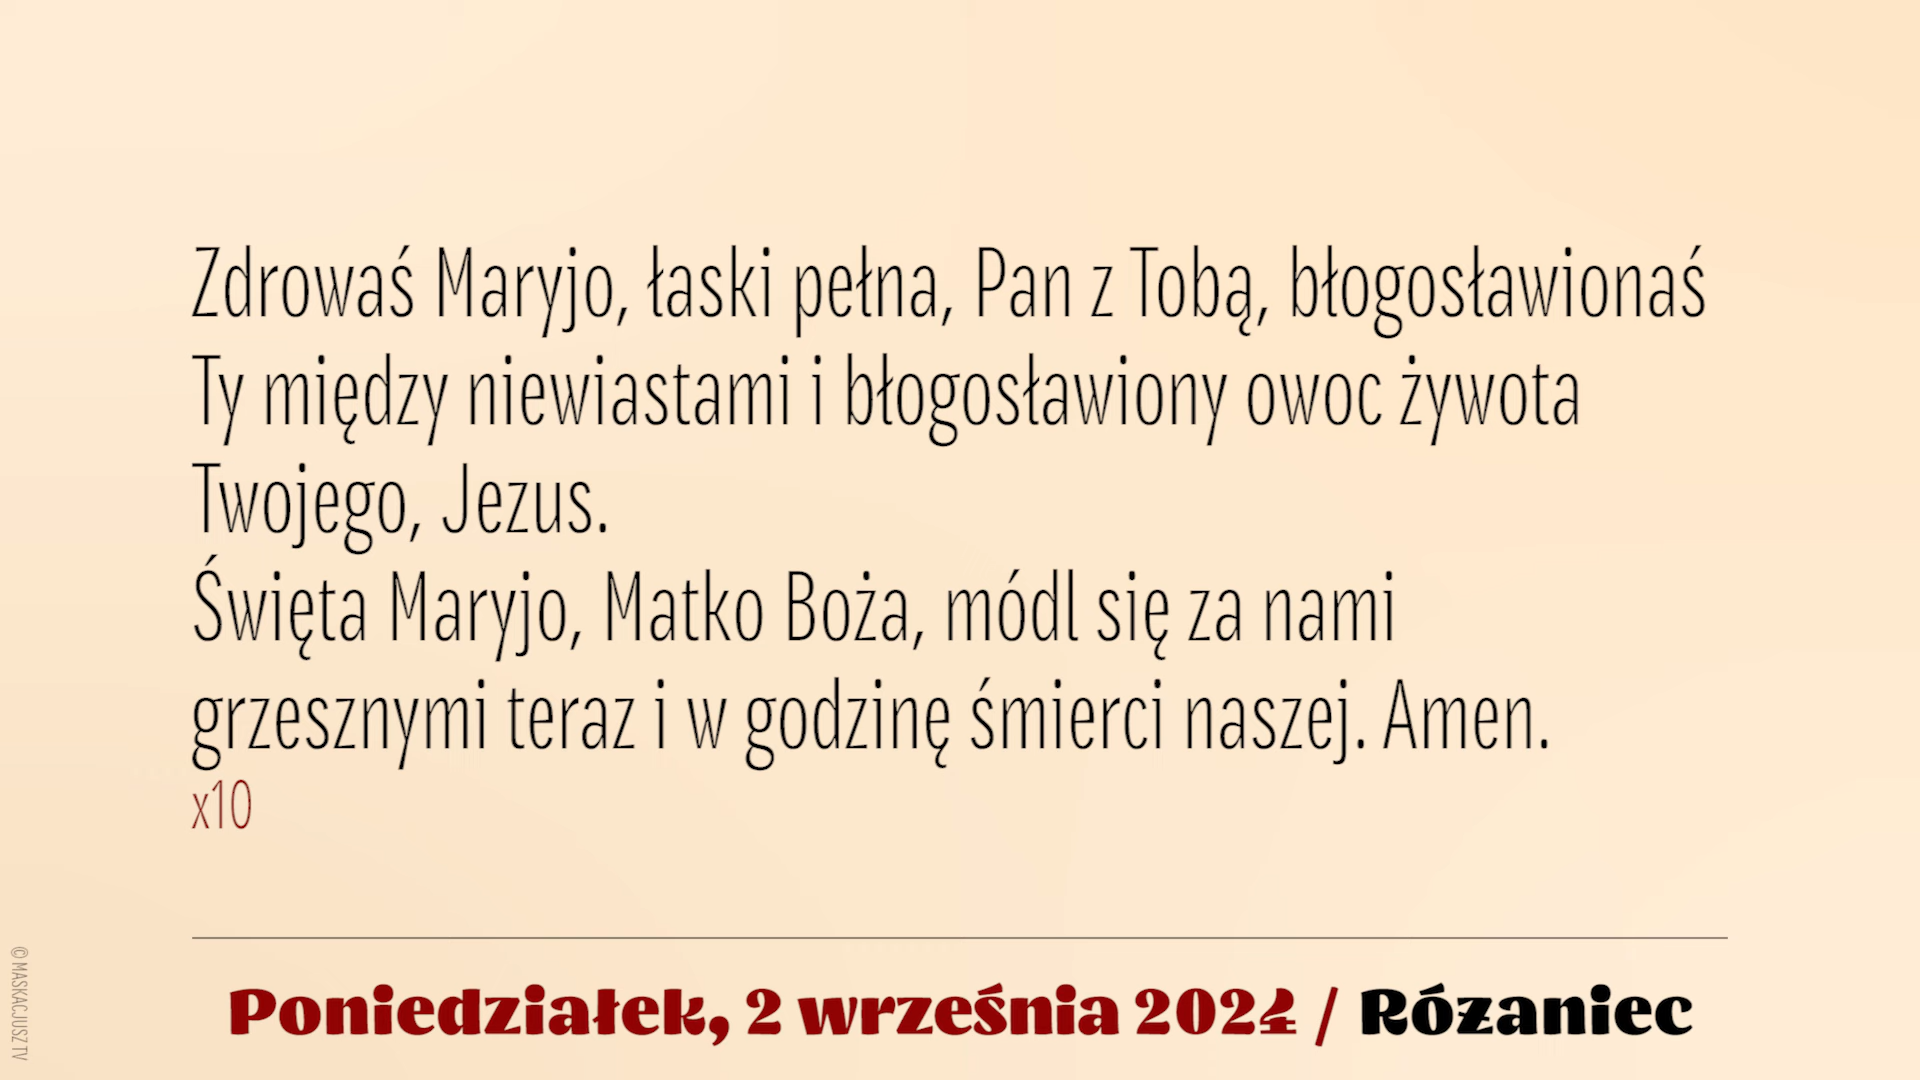 Zdrowaś Maryjo, łaski pełna, Pan z Tobą, błogosławionaś
Ty między niewiastami i błogosławiony owoc żywota
Twojego, Jezus.
Święta Maryjo, Matko Boża, módl się za nami
grzesznymi teraz i w godzinę śmierci naszej. Amen.
x10
Poniedziałek, 2 września 2024 / Różaniec
© MASKACJUSZ TV